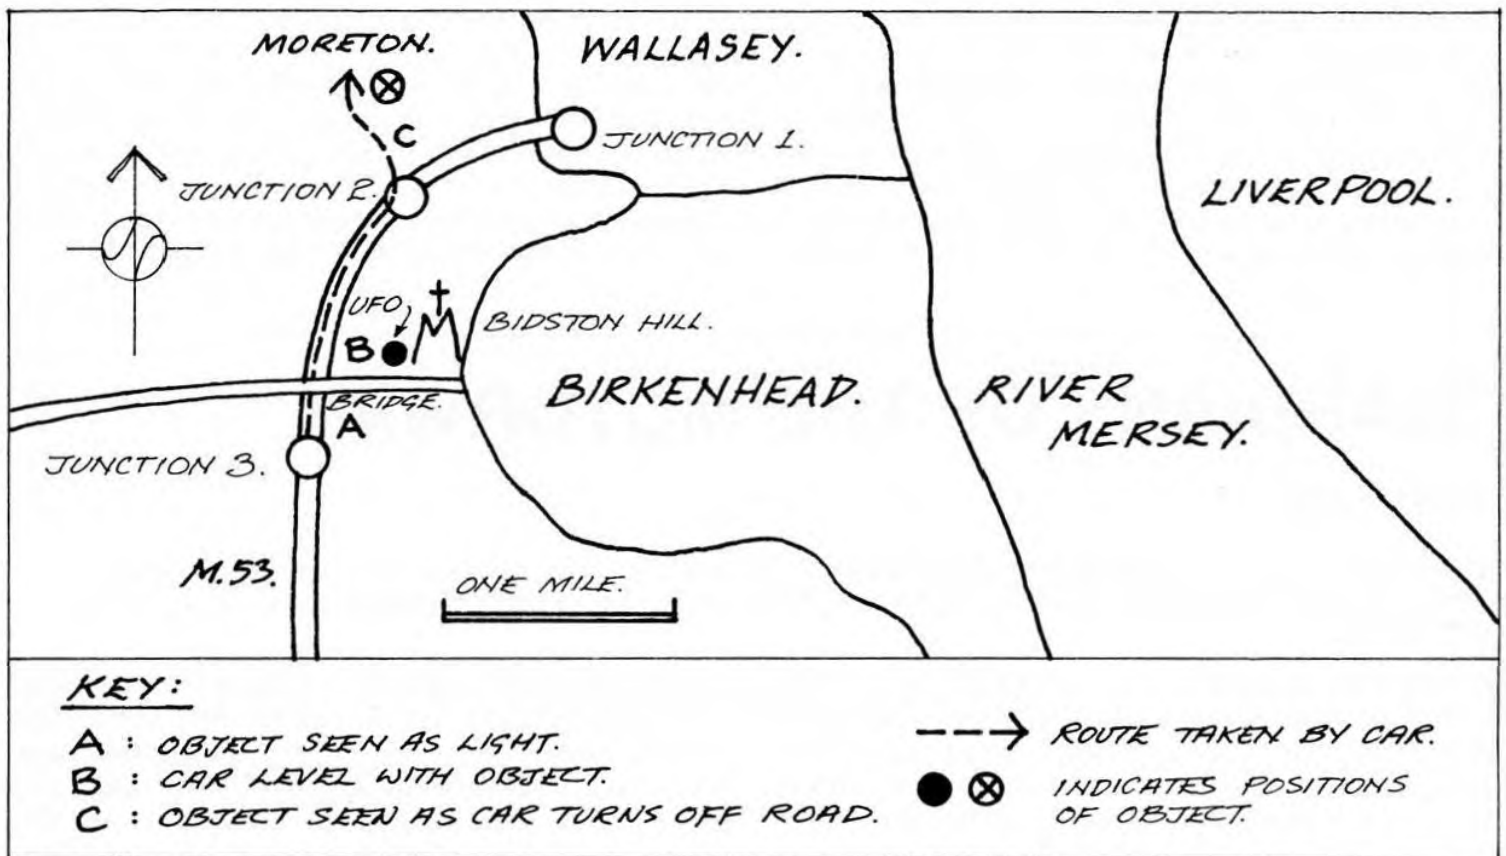 MORETON.
WALLASEY.
C
JUNCTION 1.
JUNCTION 2.
LIVERPOOL.
N
UFO
BIDSTON HILL.
B
BIRKENHEAD.
RIVER
MERSEY.
BRIDGE.
A
JUNCTION 3.
M.53.
ONE MILE.
KEY:
A : OBJECT SEEN AS LIGHT.
B : CAR LEVEL WITH OBJECT.
C : OBJECT SEEN AS CAR TURNS OFF ROAD.
ROUTE TAKEN BY CAR.
INDICATES POSITIONS
OF OBJECT.